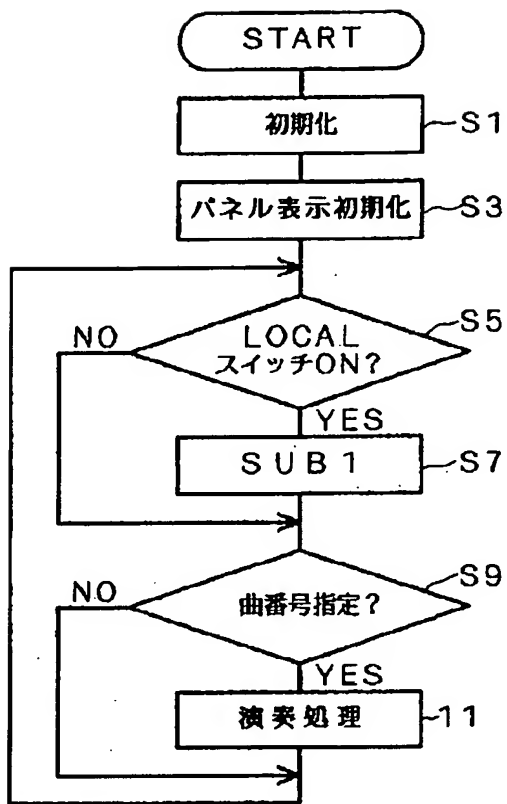 START
初期化
S1
パネル表示初期化
S3
S5
NO
LOCAL
スイッチON?
YES
SUB1
S7
S9
NO
曲番号指定?
YES
演奏処理
11